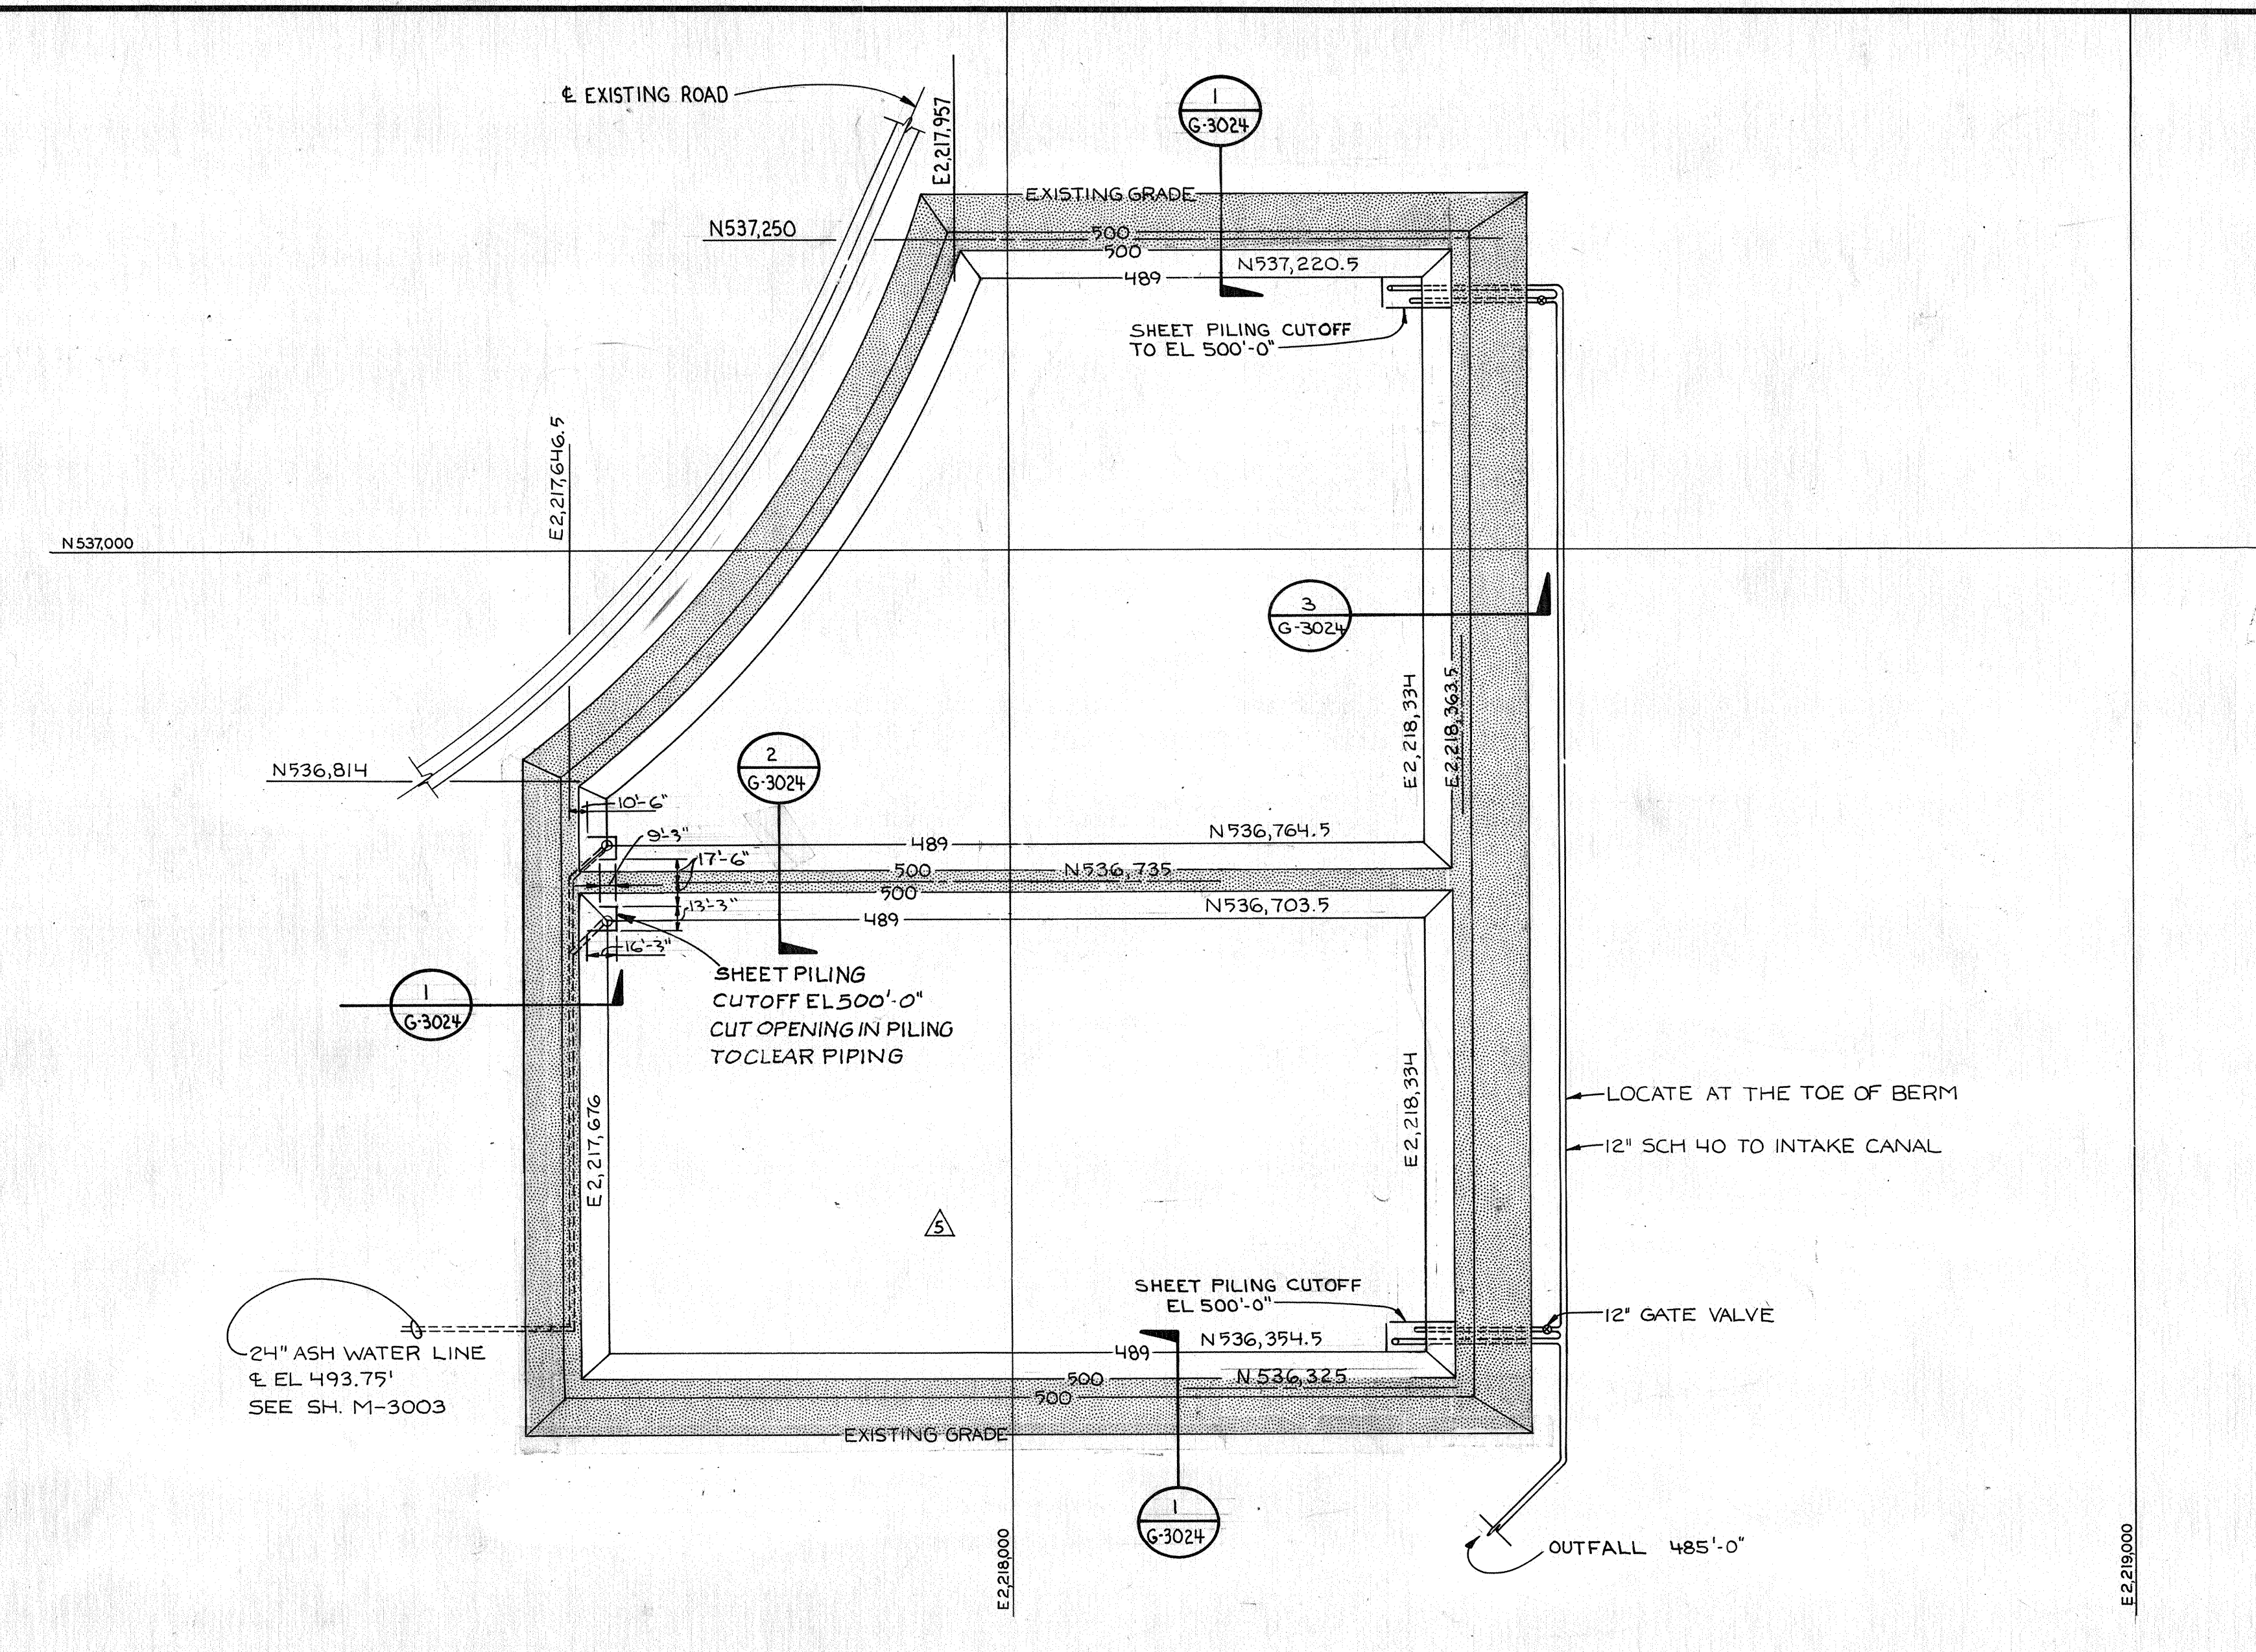 ℄ EXISTING ROAD
E2,217,957
1
G-3024
EXISTING GRADE
N537,250
500
500
N537,220.5
489
SHEET PILING CUTOFF
TO EL 500'-0"
E2,217,646.5
N537,000
3
G-3024
E2,218,334
E2,218,363.5
N536,814
2
G-3024
10'-6"
9'-3"
17'-6"
489
N536,764.5
500
N536,735
500
13'-3"
489
N536,703.5
16'-3"
SHEET PILING
CUTOFF EL 500'-0"
CUT OPENING IN PILING
TO CLEAR PIPING
1
G-3024
E2,217,676
E2,218,334
LOCATE AT THE TOE OF BERM
12" SCH 40 TO INTAKE CANAL
5
SHEET PILING CUTOFF
EL 500'-0"
12" GATE VALVE
N536,354.5
489
24" ASH WATER LINE
℄ EL 493.75'
SEE SH. M-3003
500
N536,325
500
EXISTING GRADE
1
G-3024
OUTFALL 485'-0"
E2,218,000
E2,219,000